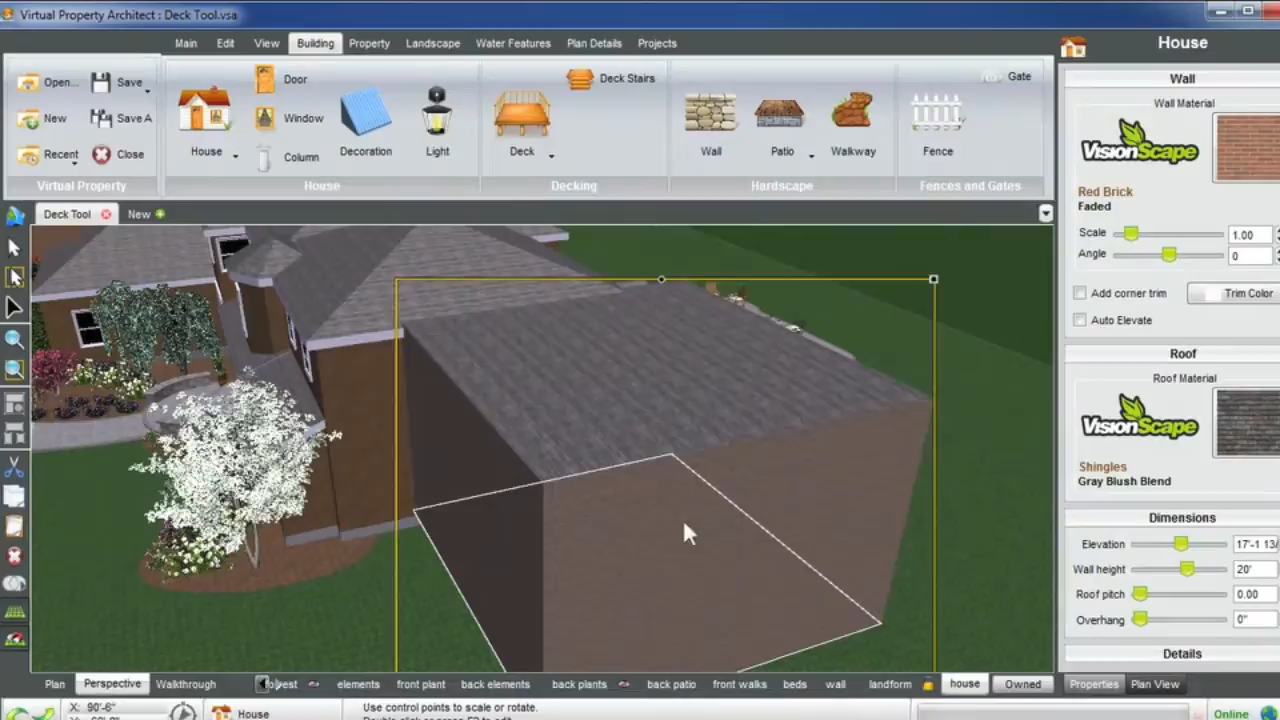 Virtual Property Architect : Deck Tool.vsa
Main Edit View Building Property Landscape Water Features Plan Details Projects
House
Open... Save
New Save A
Recent Close
Virtual Property
House
Door
Window
Column
Decoration
Light
House
Deck
Deck Stairs
Decking
Wall
Patio
Walkway
Hardscape
Fence
Gate
Fences and Gates
Deck Tool New
Wall
Wall Material
VisionScape
Red Brick
Faded
Scale 1.00
Angle 0
Add corner trim Trim Color
Auto Elevate
Roof
Roof Material
VisionScape
Shingles
Gray Blush Blend
Dimensions
Elevation 17'-1 13/
Wall height 20'
Roof pitch 0.00
Overhang 0"
Details
Plan Perspective Walkthrough elements front plant back elements back plants back patio front walks beds wall landform house Owned Properties Plan View
X: 90'-6"
House
Use control points to scale or rotate.
Online